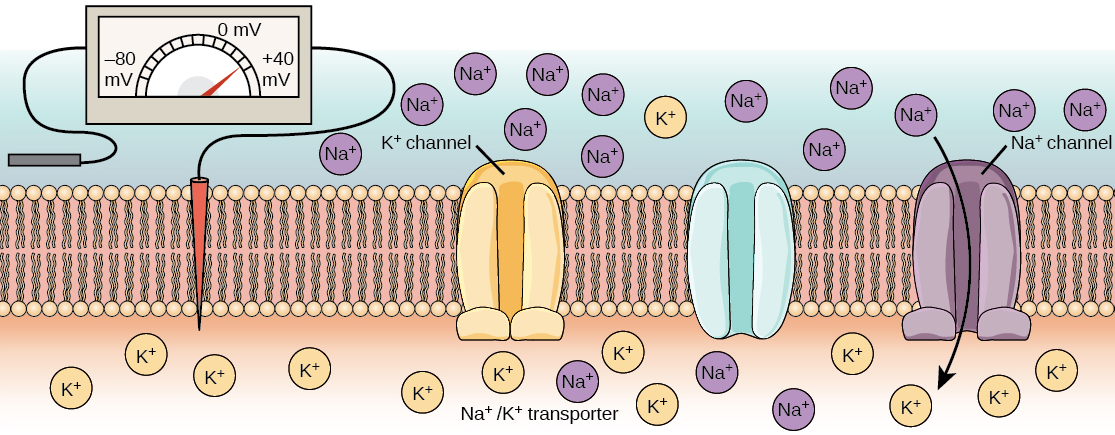 0 mV
–80
mV
+40
mV
Na⁺
Na⁺
Na⁺
Na⁺
K⁺
Na⁺
Na⁺
Na⁺
Na⁺
Na⁺
Na⁺
K⁺ channel
Na⁺ channel
Na⁺
Na⁺
Na⁺
K⁺
K⁺
K⁺
K⁺
K⁺
K⁺
K⁺
Na⁺
Na⁺
K⁺
K⁺
K⁺
K⁺
K⁺
Na⁺
Na⁺ /K⁺ transporter